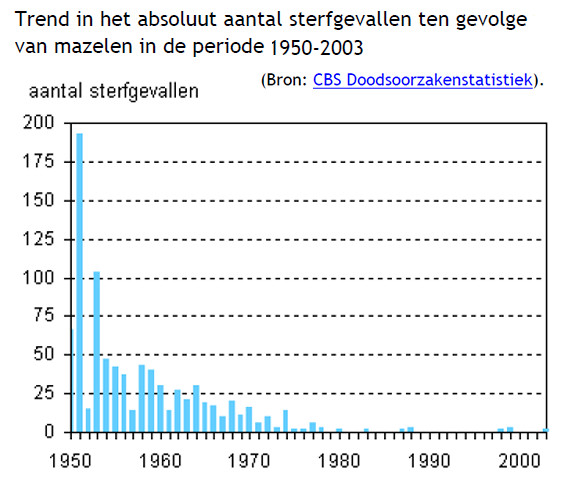 Trend in het absoluut aantal sterfgevallen ten gevolge
van mazelen in de periode 1950-2003
(Bron: CBS Doodsoorzakenstatistiek).
aantal sterfgevallen
200
175
150
125
100
75
50
25
0
1950 1960 1970 1980 1990 2000